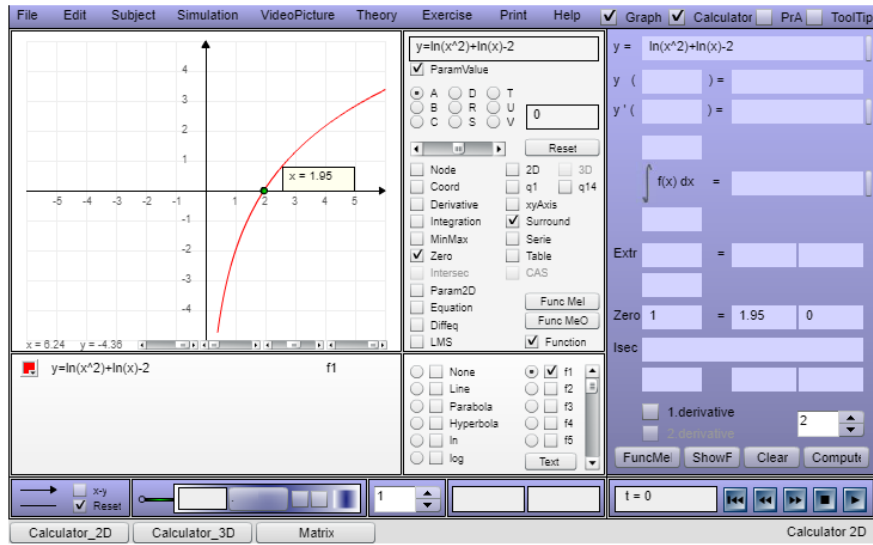 File Edit Subject Simulation VideoPicture Theory Exercise Print Help Graph Calculator PrA ToolTip
4
3
2
1
x = 1.95
-5 -4 -3 -2 -1 1 2 3 4 5
-1
-2
-3
-4
x = 6.24 y = -4.36
y=ln(x^2)+ln(x)-2
ParamValue
A D T
B R U
C S V
0
Reset
Node 2D 3D
Coord q1 q14
Derivative xyAxis
Integration Surround
MinMax Serie
Zero Table
Intersec CAS
Param2D
Equation Func Mel
Diffeq Func MeO
LMS Function
y = ln(x^2)+ln(x)-2
y ( ) =
y ' ( ) =
∫ f(x) dx =
Extr =
Zero 1 = 1.95 0
Isec
1.derivative
2.derivative
2
FuncMel ShowF Clear Compute
y=ln(x^2)+ln(x)-2 f1
None f1
Line f2
Parabola f3
Hyperbola f4
ln f5
log Text
x-y
Reset
1
t = 0
Calculator_2D Calculator_3D Matrix Calculator 2D